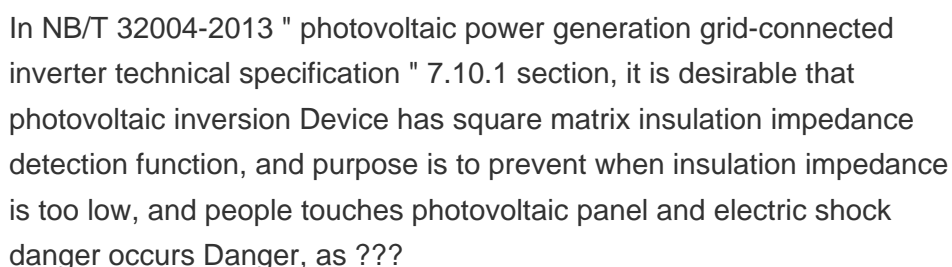 In NB/T 32004-2013 " photovoltaic power generation grid-connected
inverter technical specification " 7.10.1 section, it is desirable that
photovoltaic inversion Device has square matrix insulation impedance
detection function, and purpose is to prevent when insulation impedance
is too low, and people touches photovoltaic panel and electric shock
danger occurs Danger, as ???